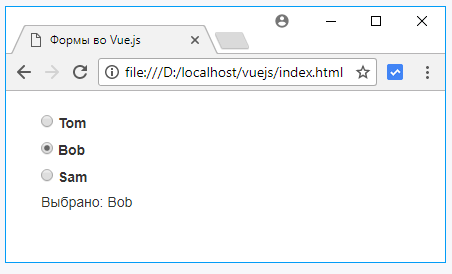 Формы во Vue.js
file:///D:/localhost/vuejs/index.html
Tom
Bob
Sam
Выбрано: Bob